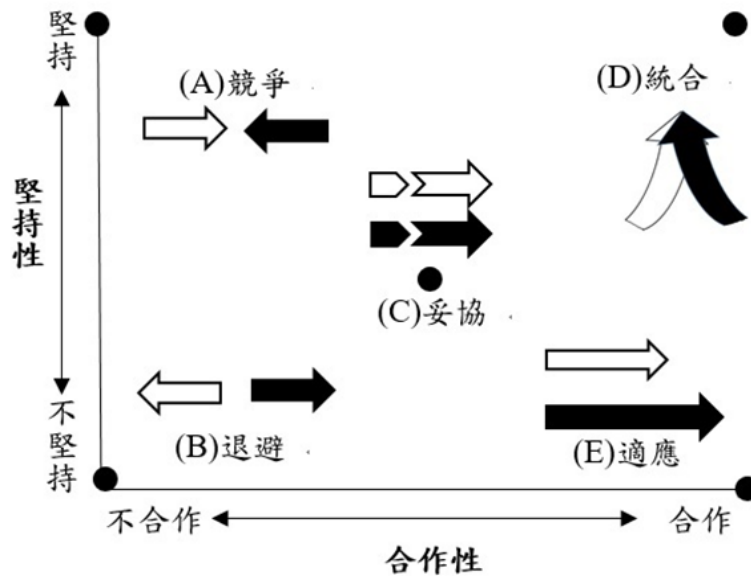 堅持
(A)競爭
(D)統合
堅持性
(C)妥協
不堅持
(B)退避
(E)適應
不合作
合作
合作性